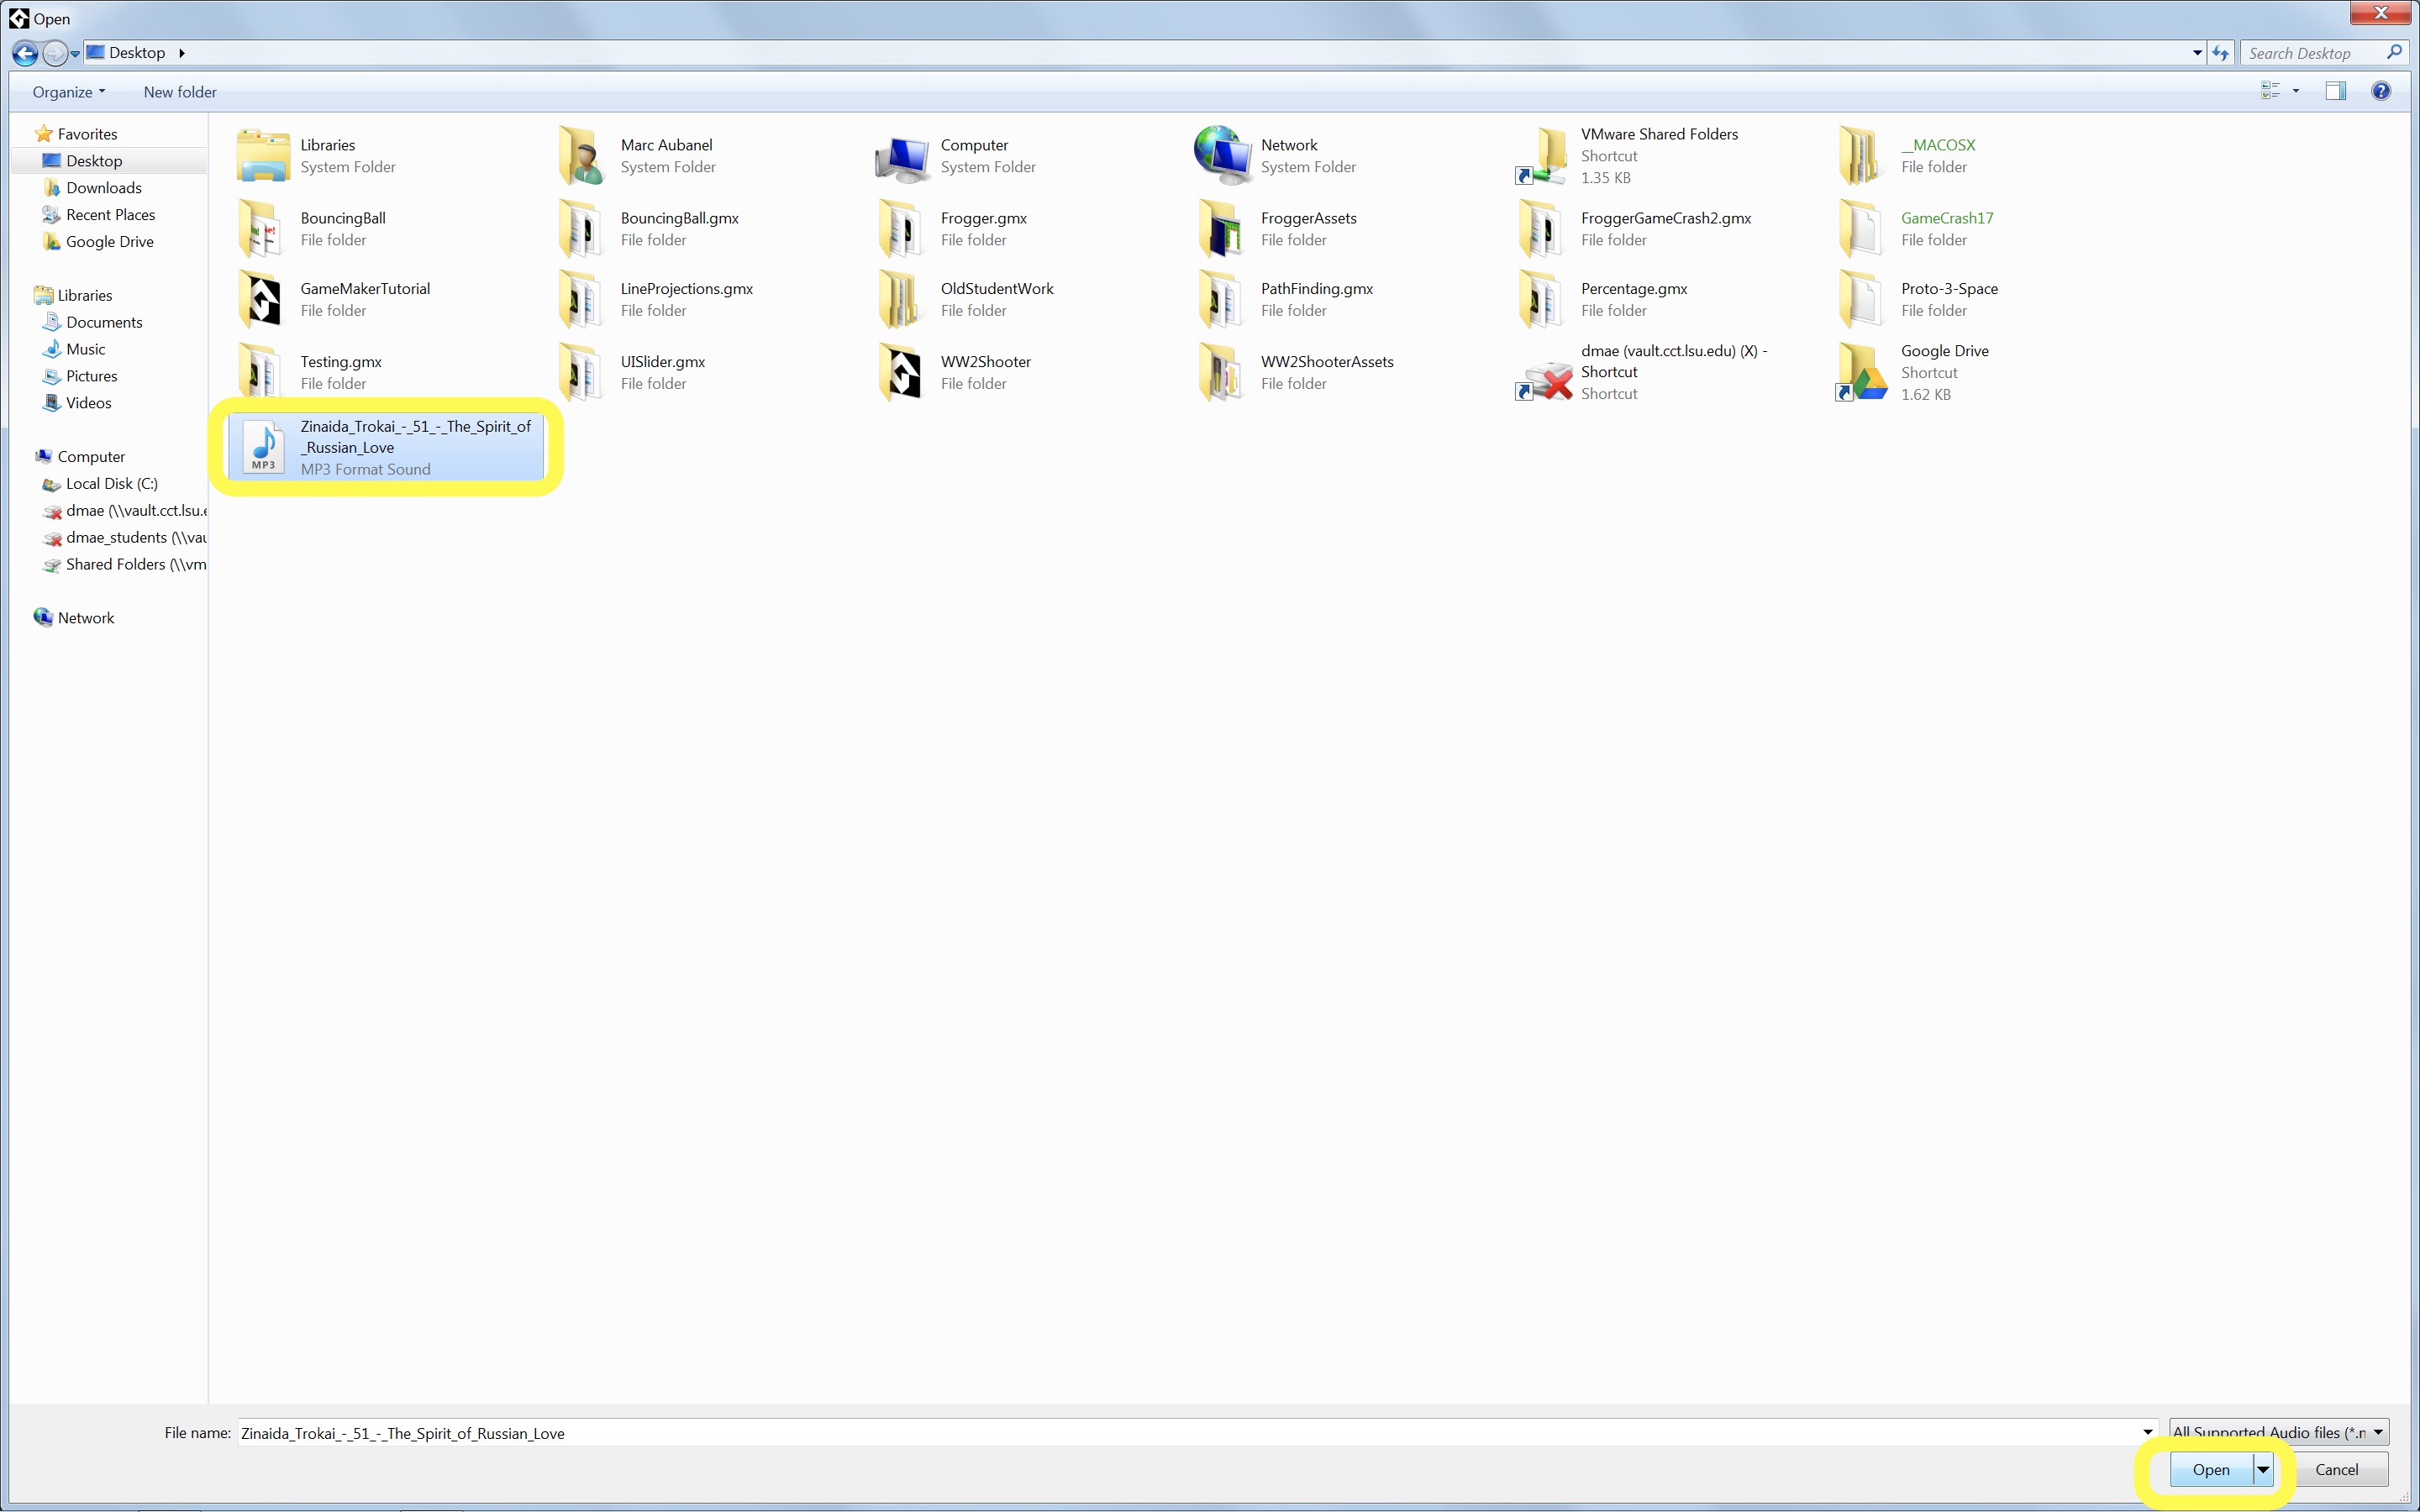 Open
Desktop
Search Desktop
Organize
New folder
Favorites
Desktop
Downloads
Recent Places
Google Drive
Libraries
Documents
Music
Pictures
Videos
Computer
Local Disk (C:)
dmae (\\vault.cct.lsu.e
dmae_students (\\vau
Shared Folders (\\vm
Network
Libraries
System Folder
Marc Aubanel
System Folder
Computer
System Folder
Network
System Folder
VMware Shared Folders
Shortcut
1.35 KB
__MACOSX
File folder
BouncingBall
File folder
BouncingBall.gmx
File folder
Frogger.gmx
File folder
FroggerAssets
File folder
FroggerGameCrash2.gmx
File folder
GameCrash17
File folder
GameMakerTutorial
File folder
LineProjections.gmx
File folder
OldStudentWork
File folder
PathFinding.gmx
File folder
Percentage.gmx
File folder
Proto-3-Space
File folder
Testing.gmx
File folder
UISlider.gmx
File folder
WW2Shooter
File folder
WW2ShooterAssets
File folder
dmae (vault.cct.lsu.edu) (X) -
Shortcut
Shortcut
Google Drive
Shortcut
1.62 KB
MP3
Zinaida_Trokai_-_51_-_The_Spirit_of
_Russian_Love
MP3 Format Sound
File name: Zinaida_Trokai_-_51_-_The_Spirit_of_Russian_Love
All Supported Audio files (*.n
Open
Cancel